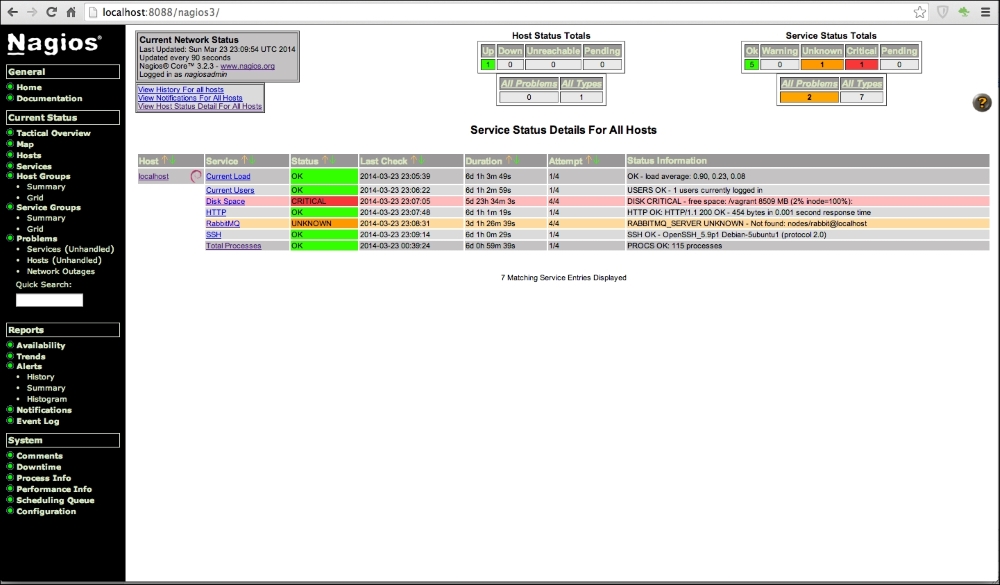 localhost:8088/nagios3/
Nagios®
General
Home
Documentation
Current Status
Tactical Overview
Map
Hosts
Services
Host Groups
Summary
Grid
Service Groups
Summary
Grid
Problems
Services (Unhandled)
Hosts (Unhandled)
Network Outages
Quick Search:
Reports
Availability
Trends
Alerts
History
Summary
Histogram
Notifications
Event Log
System
Comments
Downtime
Process Info
Performance Info
Scheduling Queue
Configuration
Current Network Status
Last Updated: Sun Mar 23 23:09:54 UTC 2014
Updated every 90 seconds
Nagios® Core™ 3.2.3 - www.nagios.org
Logged in as nagiosadmin
View History For all hosts
View Notifications For All Hosts
View Host Status Detail For All Hosts
Host Status Totals
Up Down Unreachable Pending
1 0 0 0
All Problems All Types
0 1
Service Status Totals
Ok Warning Unknown Critical Pending
5 0 1 1 0
All Problems All Types
2 7
?
Service Status Details For All Hosts
Host Service Status Last Check Duration Attempt Status Information
localhost Current Load OK 2014-03-23 23:05:39 6d 1h 3m 49s 1/4 OK - load average: 0.90, 0.23, 0.08
Current Users OK 2014-03-23 23:06:22 6d 1h 2m 59s 1/4 USERS OK - 1 users currently logged in
Disk Space CRITICAL 2014-03-23 23:07:05 5d 23h 34m 3s 4/4 DISK CRITICAL - free space: /vagrant 8509 MB (2% inode=100%):
HTTP OK 2014-03-23 23:07:48 6d 1h 1m 19s 1/4 HTTP OK: HTTP/1.1 200 OK - 454 bytes in 0.001 second response time
RabbitMQ UNKNOWN 2014-03-23 23:08:31 3d 1h 26m 39s 4/4 RABBITMQ_SERVER UNKNOWN - Not found: nodes/rabbit@localhost
SSH OK 2014-03-23 23:09:14 6d 0h 0m 29s 1/4 SSH OK - OpenSSH_5.9p1 Debian-5ubuntu1 (protocol 2.0)
Total Processes OK 2014-03-23 00:39:24 6d 0h 59m 39s 1/4 PROCS OK: 115 processes
7 Matching Service Entries Displayed